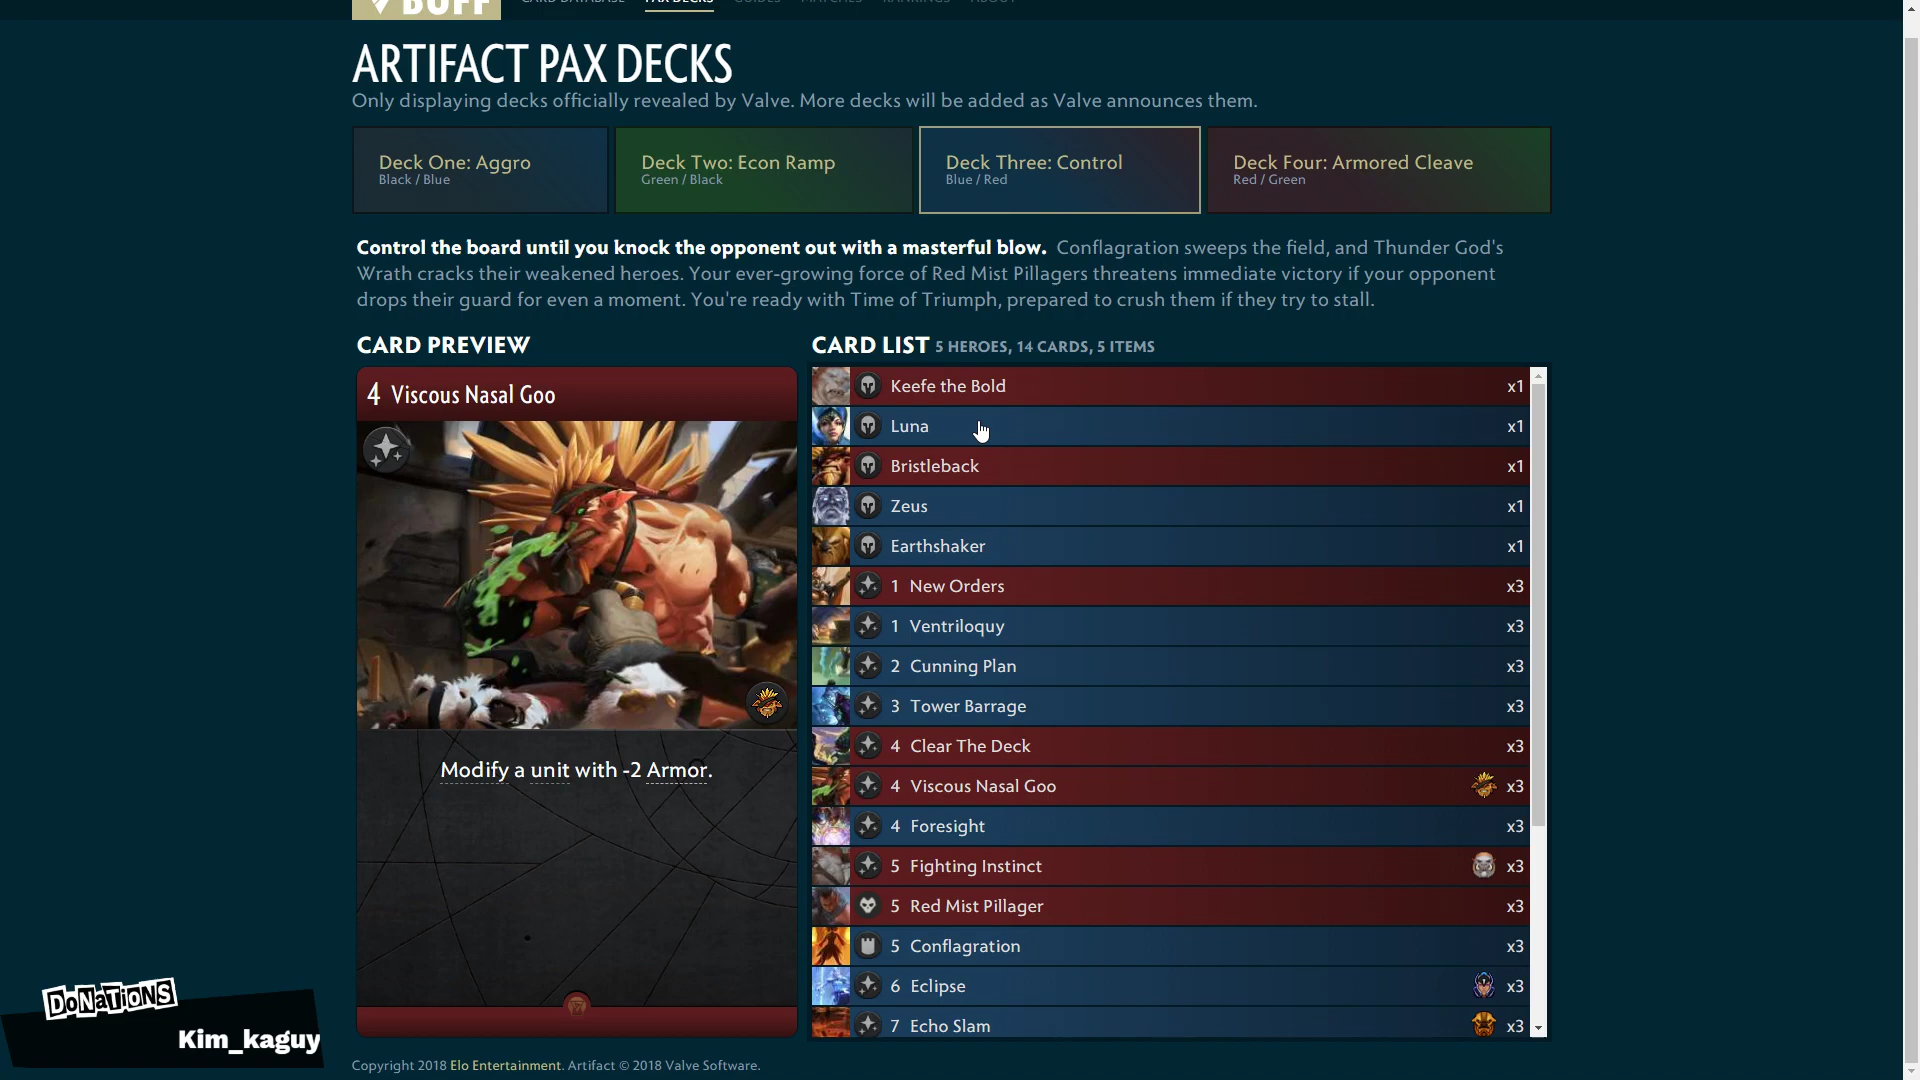 BUFF
PAX DECKS
ARTIFACT PAX DECKS
Only displaying decks officially revealed by Valve. More decks will be added as Valve announces them.
Deck One: Aggro
Black / Blue
Deck Two: Econ Ramp
Green / Black
Deck Three: Control
Blue / Red
Deck Four: Armored Cleave
Red / Green
Control the board until you knock the opponent out with a masterful blow. Conflagration sweeps the field, and Thunder God's
Wrath cracks their weakened heroes. Your ever-growing force of Red Mist Pillagers threatens immediate victory if your opponent
drops their guard for even a moment. You're ready with Time of Triumph, prepared to crush them if they try to stall.
CARD PREVIEW
4 Viscous Nasal Goo
Modify a unit with -2 Armor.
CARD LIST 5 HEROES, 14 CARDS, 5 ITEMS
Keefe the Bold x1
Luna x1
Bristleback x1
Zeus x1
Earthshaker x1
1 New Orders x3
1 Ventriloquy x3
2 Cunning Plan x3
3 Tower Barrage x3
4 Clear The Deck x3
4 Viscous Nasal Goo x3
4 Foresight x3
5 Fighting Instinct x3
5 Red Mist Pillager x3
5 Conflagration x3
6 Eclipse x3
7 Echo Slam x3
DONATIONS
Kim_kaguy
Copyright 2018 Elo Entertainment. Artifact © 2018 Valve Software.